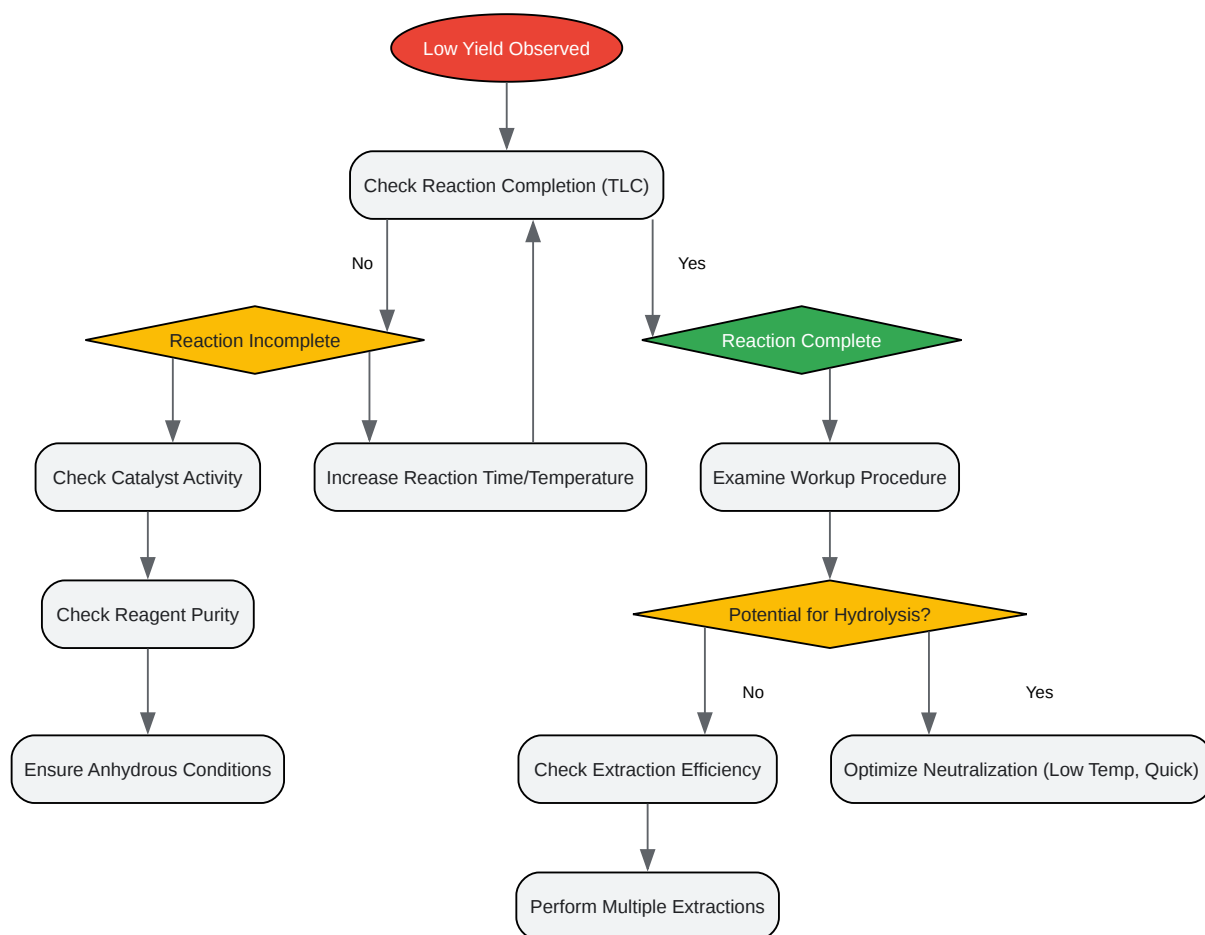 Low Yield Observed
Check Reaction Completion (TLC)
No
Yes
Reaction Incomplete
Reaction Complete
Check Catalyst Activity
Increase Reaction Time/Temperature
Examine Workup Procedure
Check Reagent Purity
Potential for Hydrolysis?
No
Yes
Ensure Anhydrous Conditions
Check Extraction Efficiency
Optimize Neutralization (Low Temp, Quick)
Perform Multiple Extractions